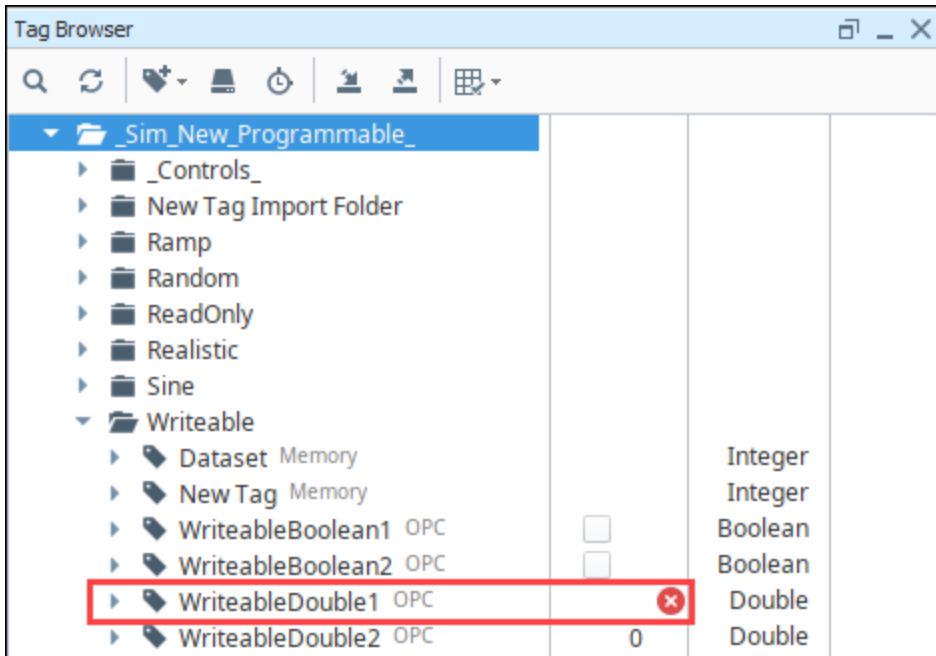 Tag Browser
_Sim_New_Programmable_
_Controls_
New Tag Import Folder
Ramp
Random
ReadOnly
Realistic
Sine
Writeable
Dataset Memory Integer
New Tag Memory Integer
WriteableBoolean1 OPC Boolean
WriteableBoolean2 OPC Boolean
WriteableDouble1 OPC Double
WriteableDouble2 OPC 0 Double